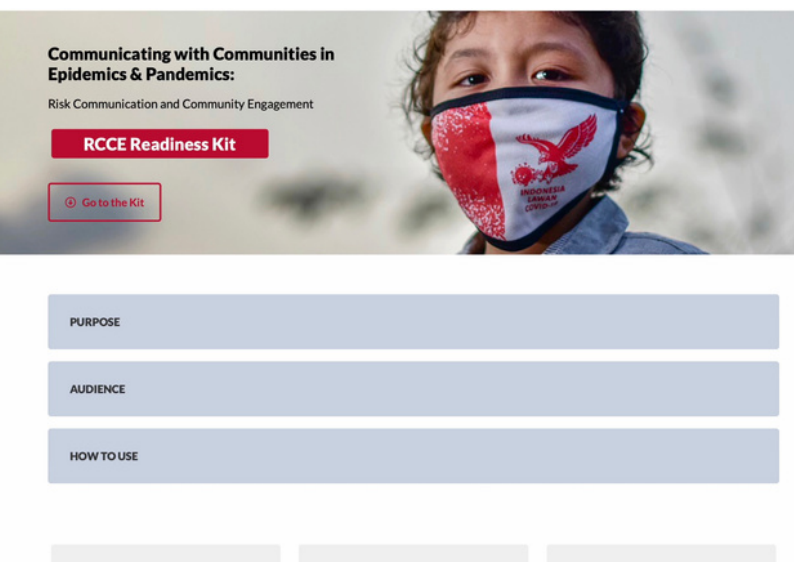 Communicating with Communities in
Epidemics & Pandemics:
Risk Communication and Community Engagement
RCCE Readiness Kit
Go to the Kit
INDONESIA
LAWAN
COVID-19
PURPOSE
AUDIENCE
HOW TO USE